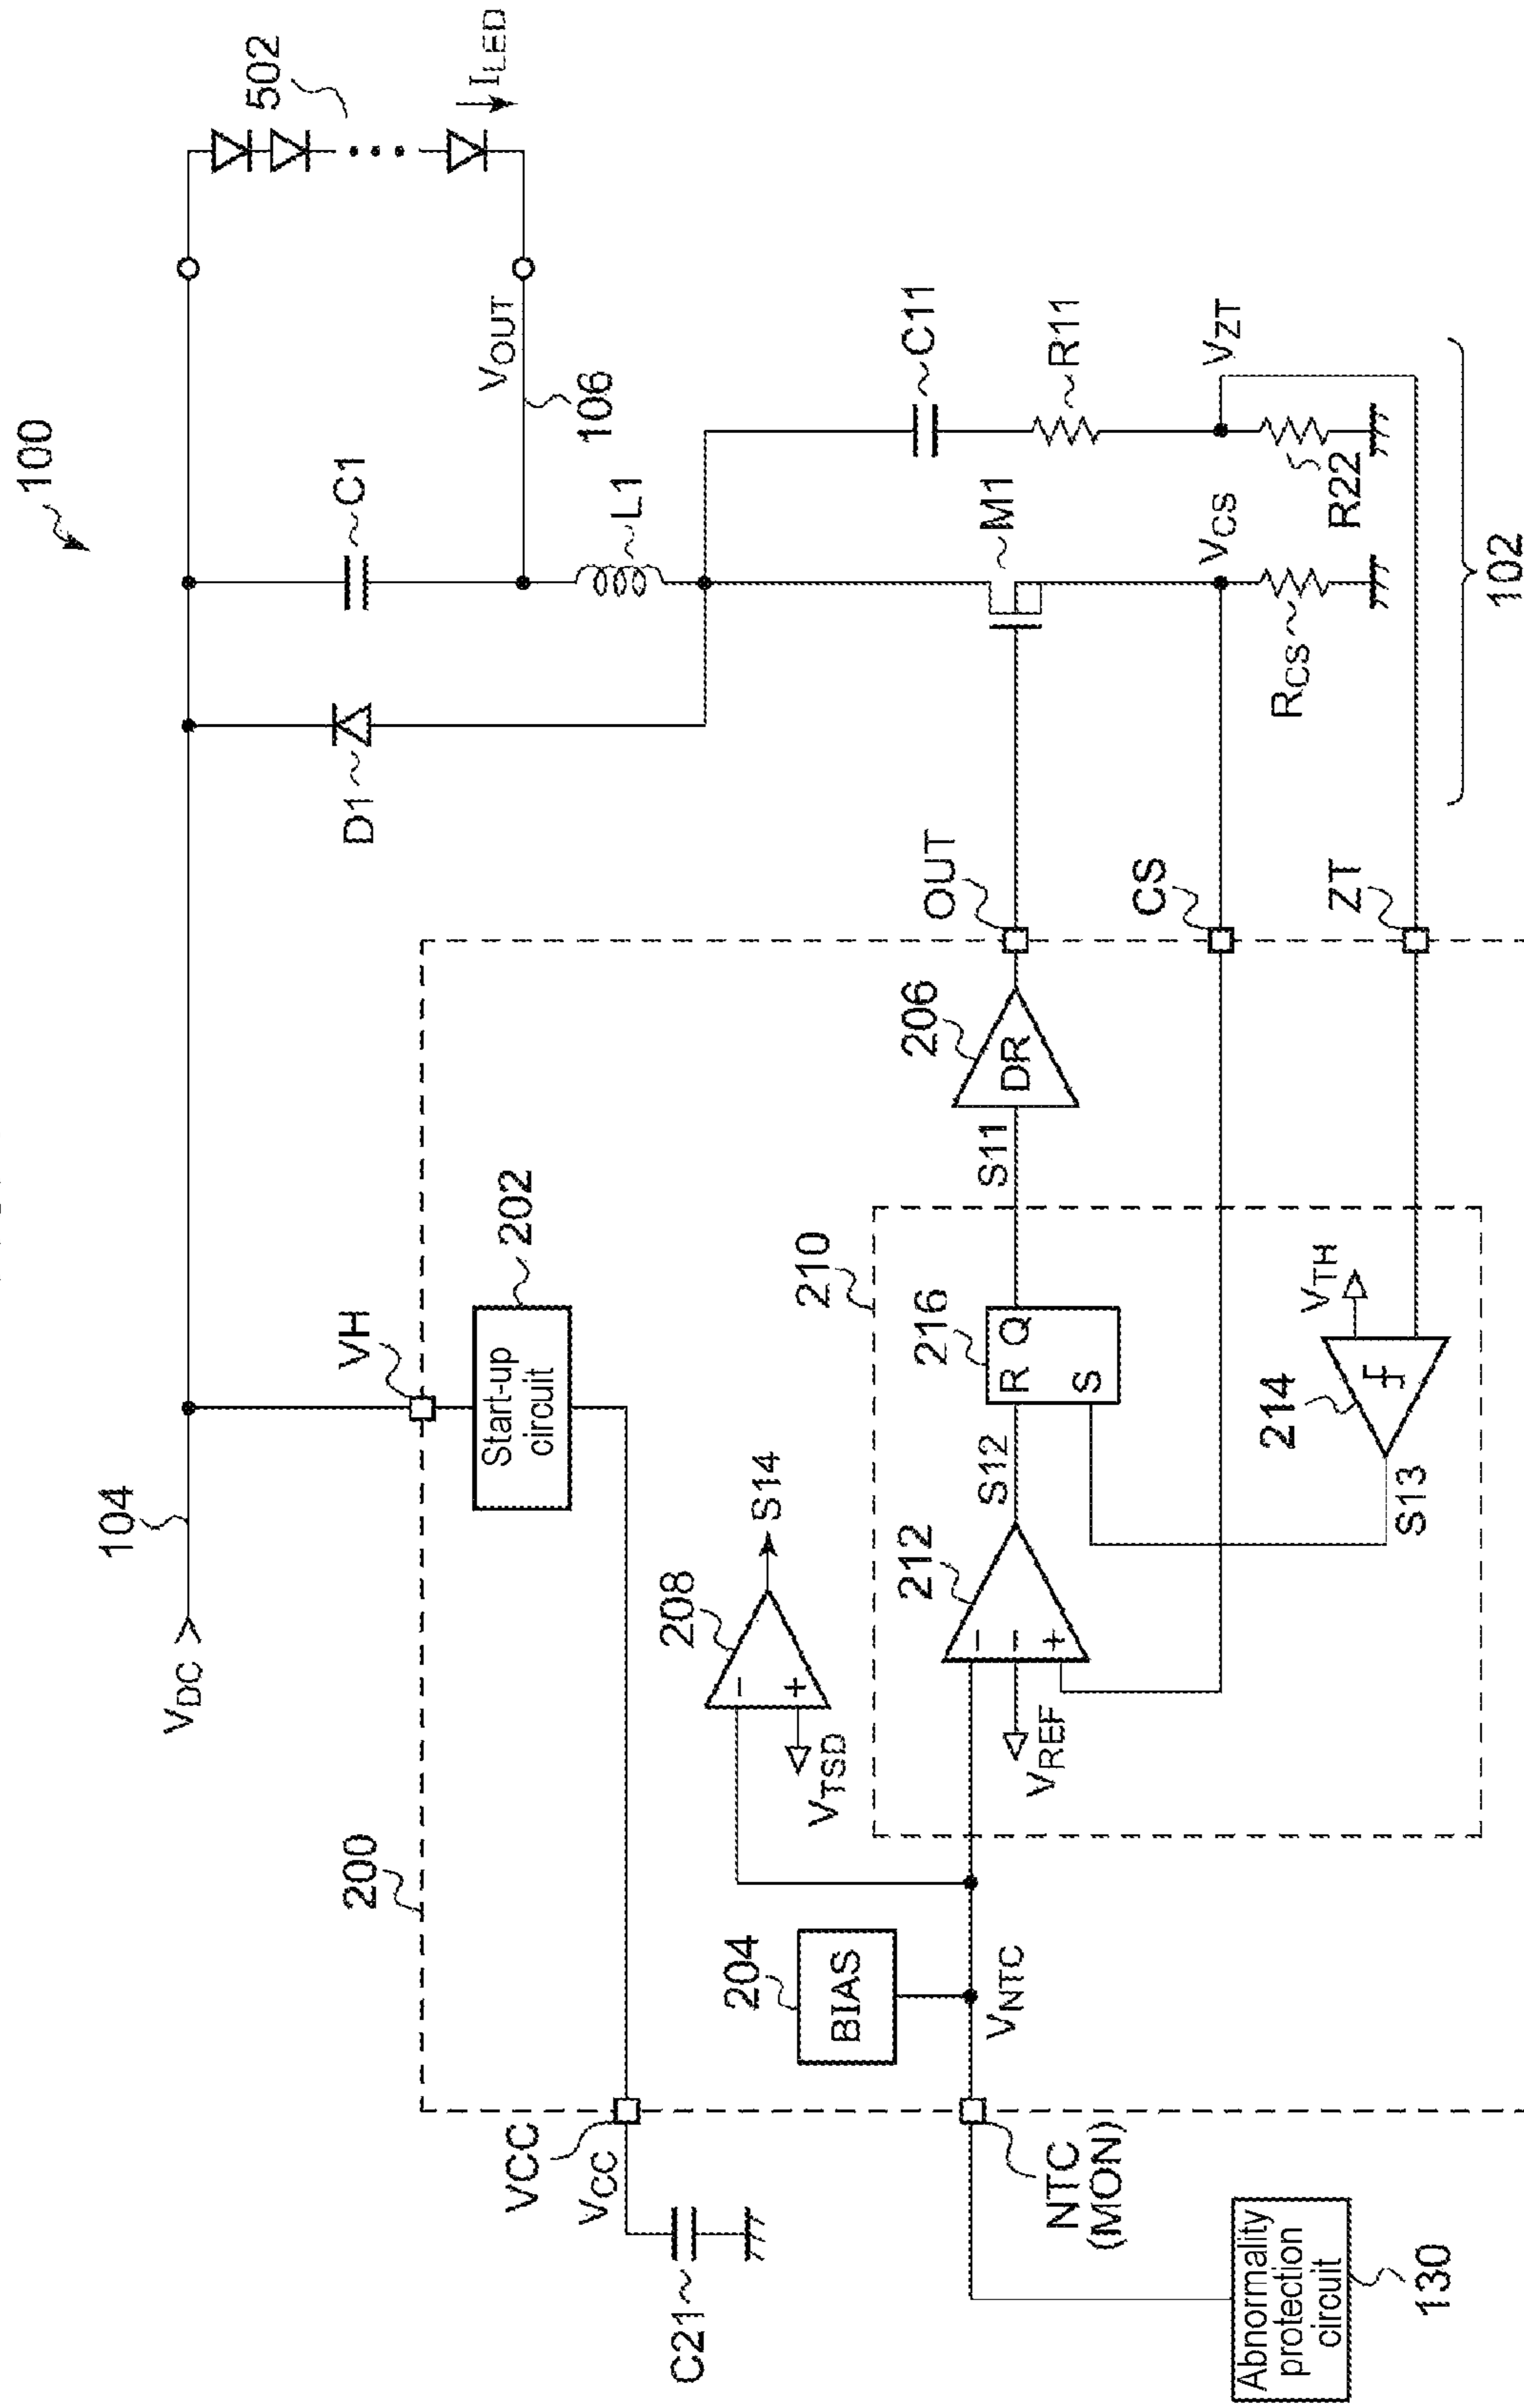 100
V_DC
104
VH
D1
C1
502
I_LED
V_OUT
106
L1
200
Start-up
circuit
202
VCC
V_CC
C21
208
−
+
V_TSD
S14
204
BIAS
V_NTC
NTC
(MON)
Abnormality
protection
circuit
130
210
212
−
−
+
V_REF
S12
216
R Q
S
S11
206
DR
OUT
M1
C11
R11
CS
V_CS
R_CS
V_ZT
R22
ZT
V_TH
214
S13
102